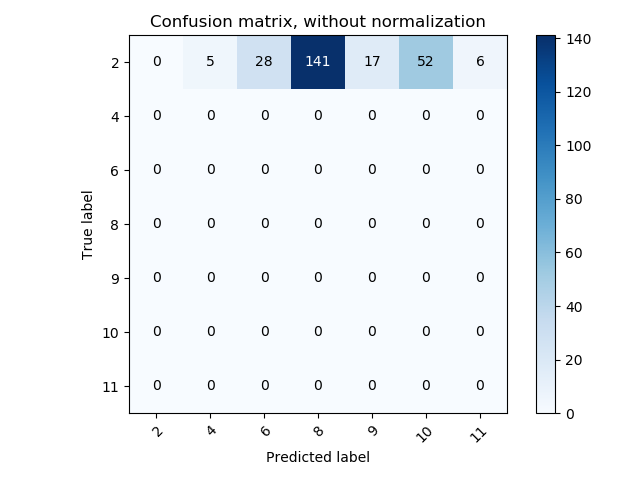 Confusion matrix, without normalization
True label
2 0 5 28 141 17 52 6
4 0 0 0 0 0 0 0
6 0 0 0 0 0 0 0
8 0 0 0 0 0 0 0
9 0 0 0 0 0 0 0
10 0 0 0 0 0 0 0
11 0 0 0 0 0 0 0
2 4 6 8 9 10 11
Predicted label
140
120
100
80
60
40
20
0